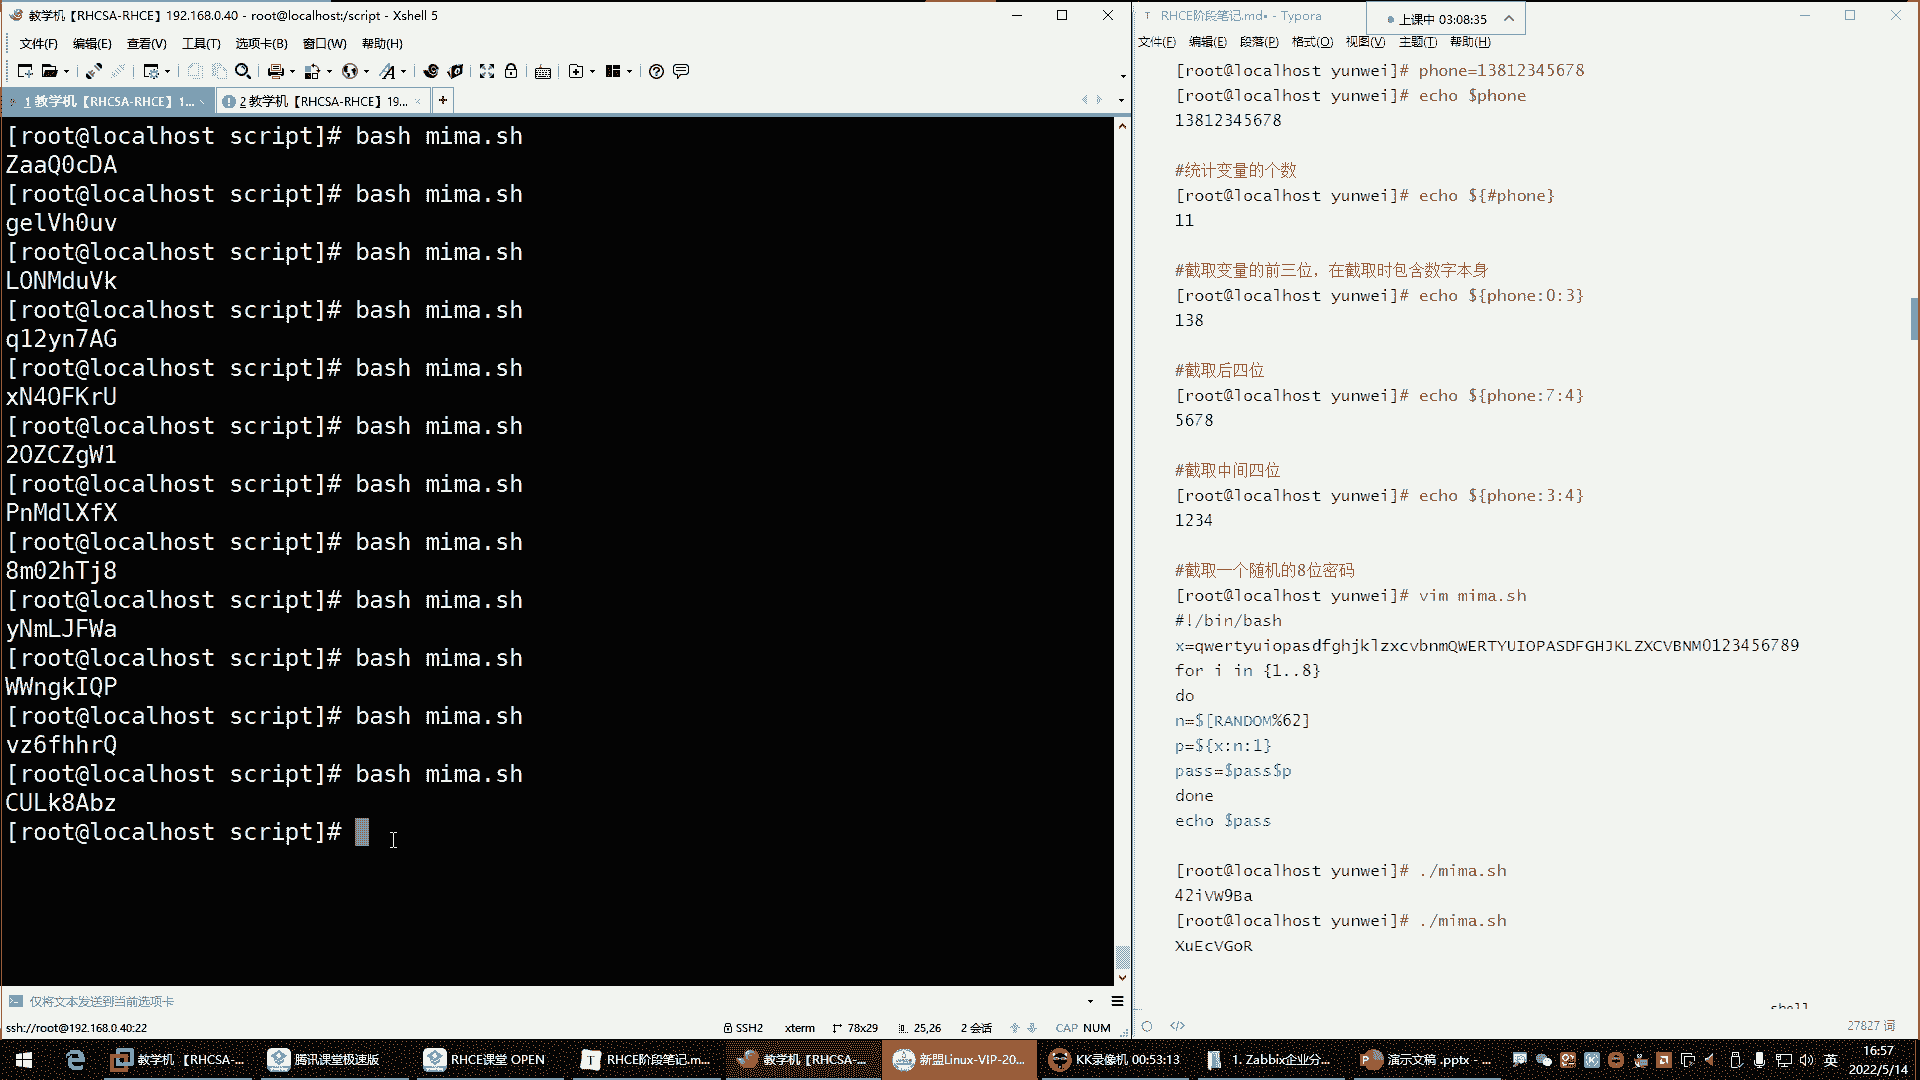 教学机【RHCSA-RHCE】192.168.0.40 - root@localhost:/script - Xshell 5
文件(F) 编辑(E) 查看(V) 工具(T) 选项卡(B) 窗口(W) 帮助(H)
1 教学机【RHCSA-RHCE】1...
2 教学机【RHCSA-RHCE】19...
[root@localhost script]# bash mima.sh
ZaaQ0cDA
[root@localhost script]# bash mima.sh
gelVh0uv
[root@localhost script]# bash mima.sh
LONMduVk
[root@localhost script]# bash mima.sh
q12yn7AG
[root@localhost script]# bash mima.sh
xN4OFKrU
[root@localhost script]# bash mima.sh
2OZCZgW1
[root@localhost script]# bash mima.sh
PnMdlXfX
[root@localhost script]# bash mima.sh
8m02hTj8
[root@localhost script]# bash mima.sh
yNmLJFWa
[root@localhost script]# bash mima.sh
WWngkIQP
[root@localhost script]# bash mima.sh
vz6fhhrQ
[root@localhost script]# bash mima.sh
CULk8Abz
[root@localhost script]#
仅将文本发送到当前选项卡
ssh://root@192.168.0.40:22 SSH2 xterm 78x29 25,26 2 会话 CAP NUM
RHCE阶段笔记.md• - Typora
上课中 03:08:35
文件(F) 编辑(E) 段落(P) 格式(O) 视图(V) 主题(T) 帮助(H)
[root@localhost yunwei]# phone=13812345678
[root@localhost yunwei]# echo $phone
13812345678
#统计变量的个数
[root@localhost yunwei]# echo ${#phone}
11
#截取变量的前三位，在截取时包含数字本身
[root@localhost yunwei]# echo ${phone:0:3}
138
#截取后四位
[root@localhost yunwei]# echo ${phone:7:4}
5678
#截取中间四位
[root@localhost yunwei]# echo ${phone:3:4}
1234
#截取一个随机的8位密码
[root@localhost yunwei]# vim mima.sh
#!/bin/bash
x=qwertyuiopasdfghjklzxcvbnmQWERTYUIOPASDFGHJKLZXCVBNM0123456789
for i in {1..8}
do
n=$[RANDOM%62]
p=${x:n:1}
pass=$pass$p
done
echo $pass
[root@localhost yunwei]# ./mima.sh
42iVW9Ba
[root@localhost yunwei]# ./mima.sh
XuEcVGoR
shell
27827 词
教学机【RHCSA-...
腾讯课堂极速版
RHCE课堂 OPEN
RHCE阶段笔记.m...
教学机【RHCSA-...
新盟Linux-VIP-20...
KK录像机 00:53:13
1. Zabbix企业分...
演示文稿 .pptx - ...
英
16:57
2022/5/14